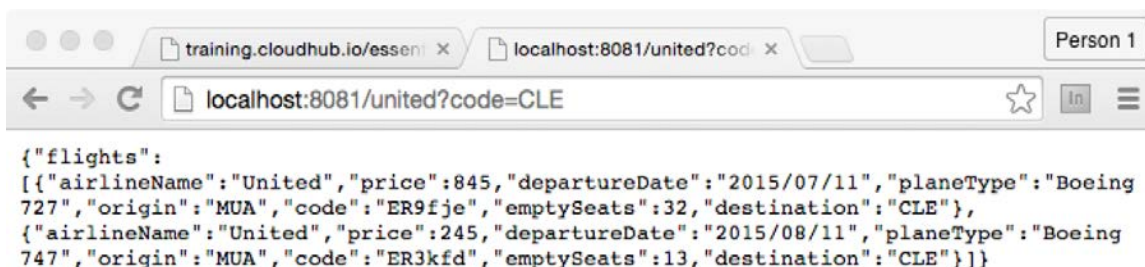 training.cloudhub.io/essent
localhost:8081/united?cod
Person 1
localhost:8081/united?code=CLE
In
{"flights":
[{"airlineName":"United","price":845,"departureDate":"2015/07/11","planeType":"Boeing
727","origin":"MUA","code":"ER9fje","emptySeats":32,"destination":"CLE"},
{"airlineName":"United","price":245,"departureDate":"2015/08/11","planeType":"Boeing
747","origin":"MUA","code":"ER3kfd","emptySeats":13,"destination":"CLE"}]}